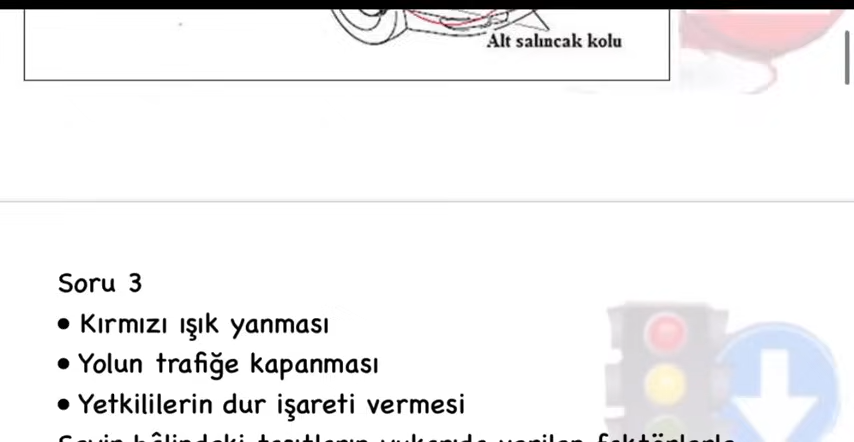 Alt salıncak kolu
Soru 3
• Kırmızı ışık yanması
• Yolun trafiğe kapanması
• Yetkililerin dur işareti vermesi